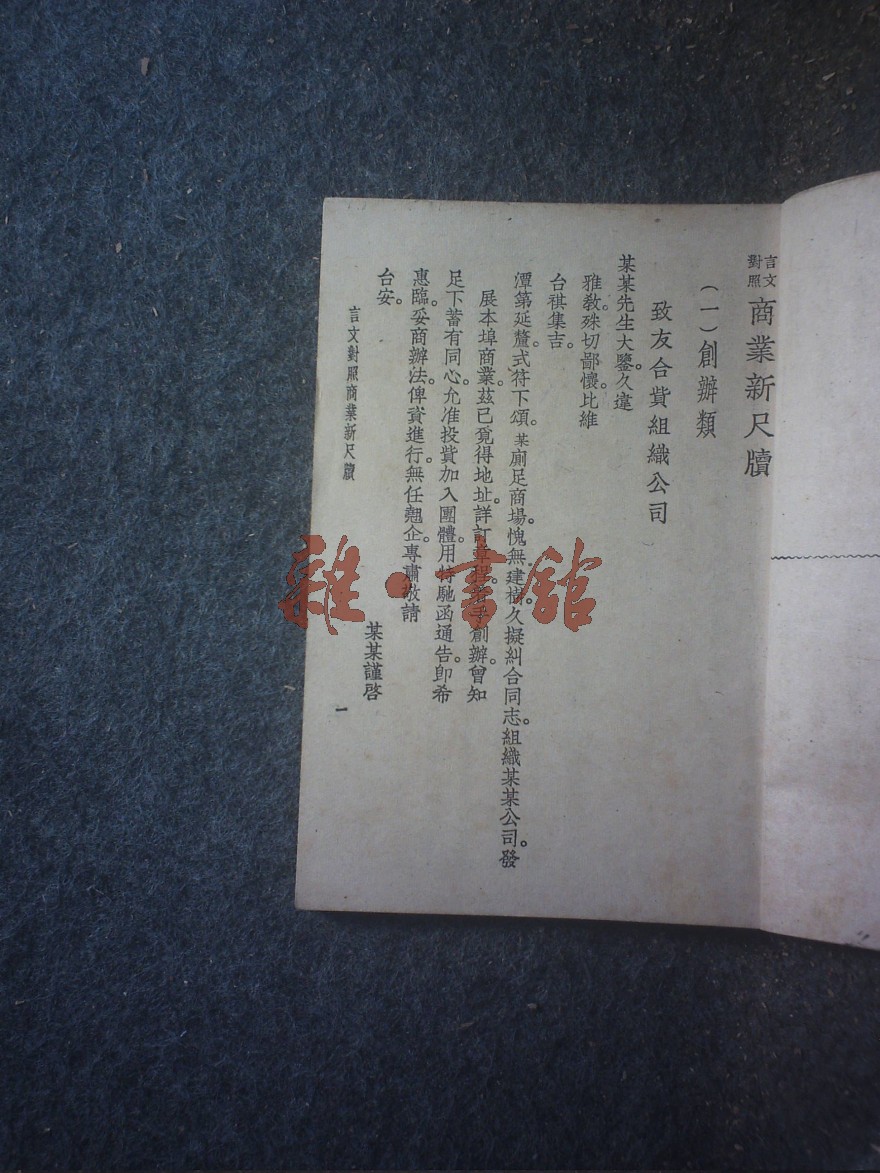 言文對照 商業新尺牘
(一)創辦類
致友合貲組織公司
某某先生大鑒。久違
雅敎。殊切鄙懷。比維
台祺集吉。
潭第延釐。式符下頌。某厠足商場。愧無建樹。久擬糾合同志。組織某某公司。發
展本埠商業。茲已覓得地址。詳訂章程。着手創辦。曾知
足下蓄有同心。允准投貲加入團體。用特馳函通告。卽希
惠臨。妥商辦法。俾資進行。無任翹企。專肅敬請
台安。
某某謹啓
言文對照商業新尺牘
一
雜·書館